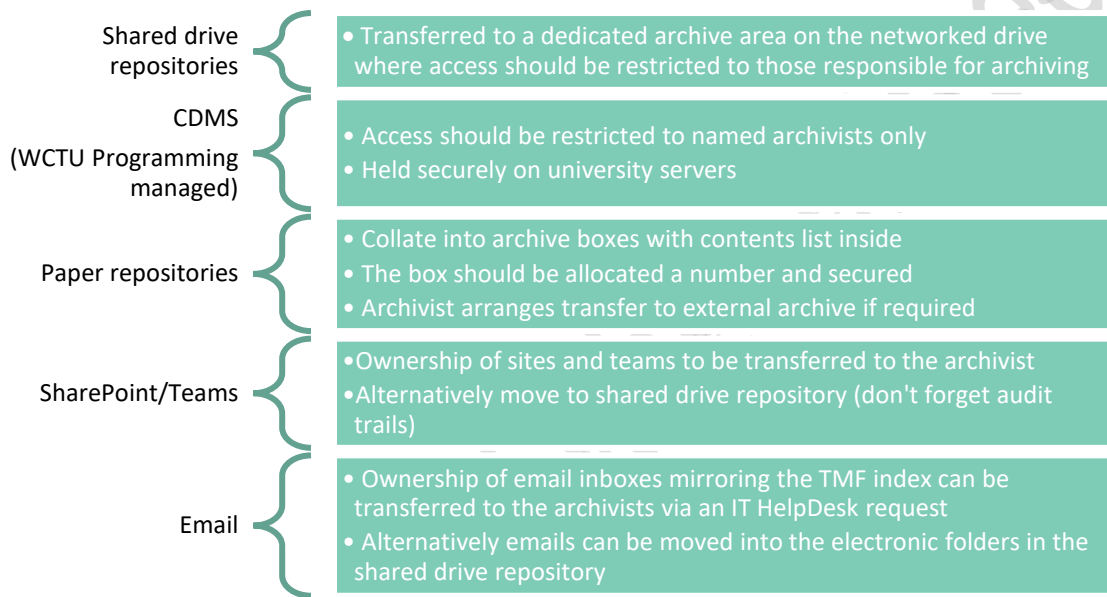 Shared drive
repositories
• Transferred to a dedicated archive area on the networked drive
where access should be restricted to those responsible for archiving
CDMS
(WCTU Programming
managed)
• Access should be restricted to named archivists only
• Held securely on university servers
Paper repositories
• Collate into archive boxes with contents list inside
• The box should be allocated a number and secured
• Archivist arranges transfer to external archive if required
SharePoint/Teams
•Ownership of sites and teams to be transferred to the archivist
•Alternatively move to shared drive repository (don't forget audit
trails)
Email
• Ownership of email inboxes mirroring the TMF index can be
transferred to the archivists via an IT HelpDesk request
• Alternatively emails can be moved into the electronic folders in the
shared drive repository